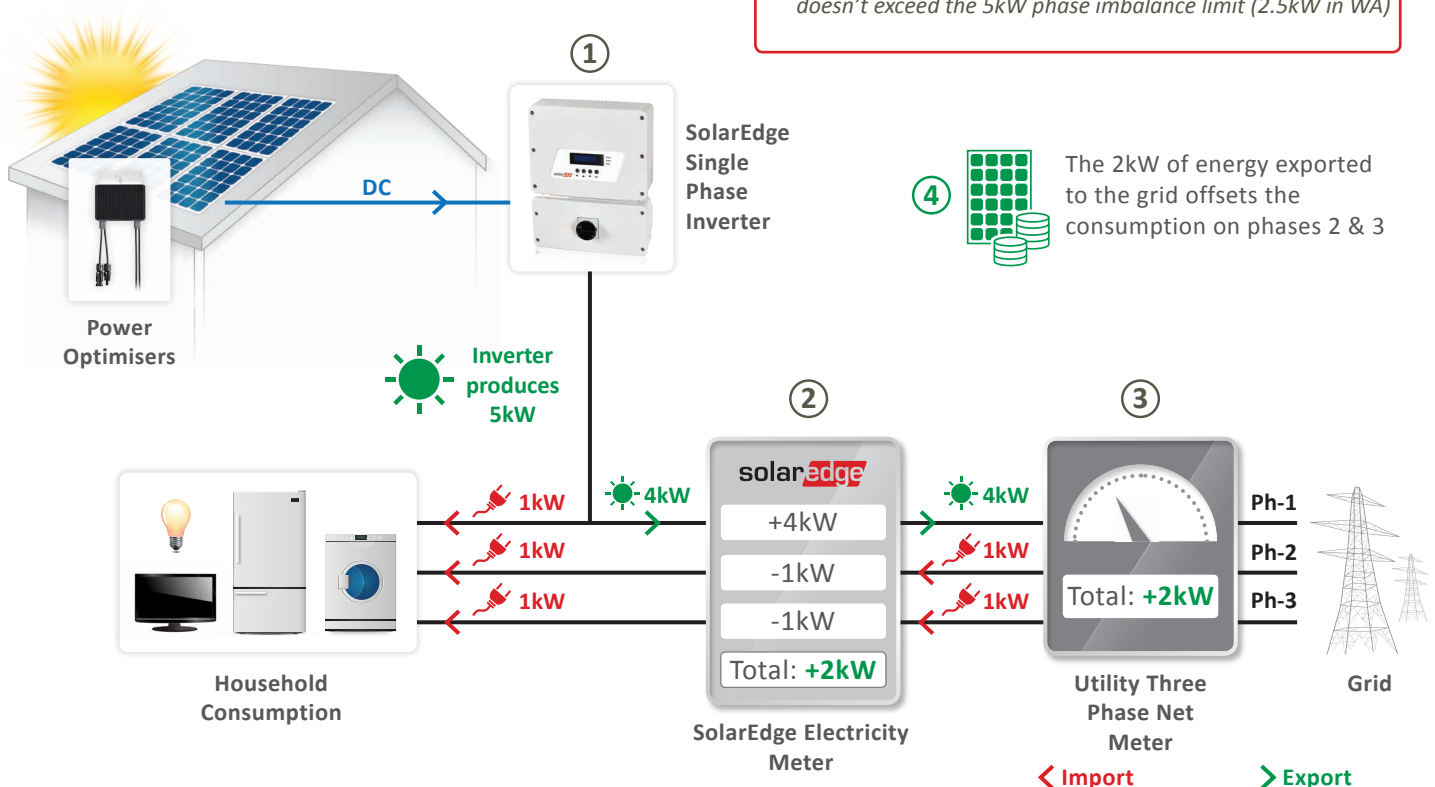 doesn't exceed the 5kW phase imbalance limit (2.5kW in WA)
1
SolarEdge
Single
Phase
Inverter
DC
4
The 2kW of energy exported
to the grid offsets the
consumption on phases 2 & 3
Power
Optimisers
Inverter
produces
5kW
2
3
solaredge
1kW
4kW
+4kW
4kW
Ph-1
1kW
-1kW
1kW
Ph-2
1kW
-1kW
1kW
Ph-3
Total: +2kW
Total: +2kW
Household
Consumption
SolarEdge Electricity
Meter
Utility Three
Phase Net
Meter
Grid
Import
Export